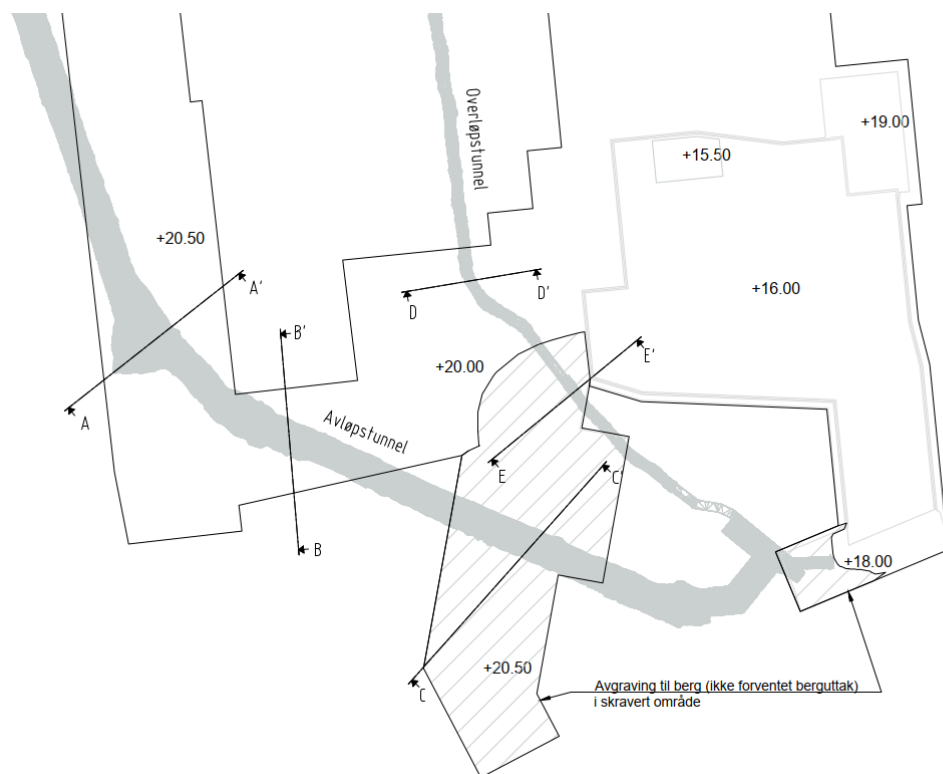 Overløpstunnel
+19.00
+15.50
+20.50
A'
D'
D
+16.00
B'
E'
+20.00
A
Avløpstunnel
E
C'
B
+18.00
+20.50
C
Avgraving til berg (ikke forventet berguttak)
i skravert område